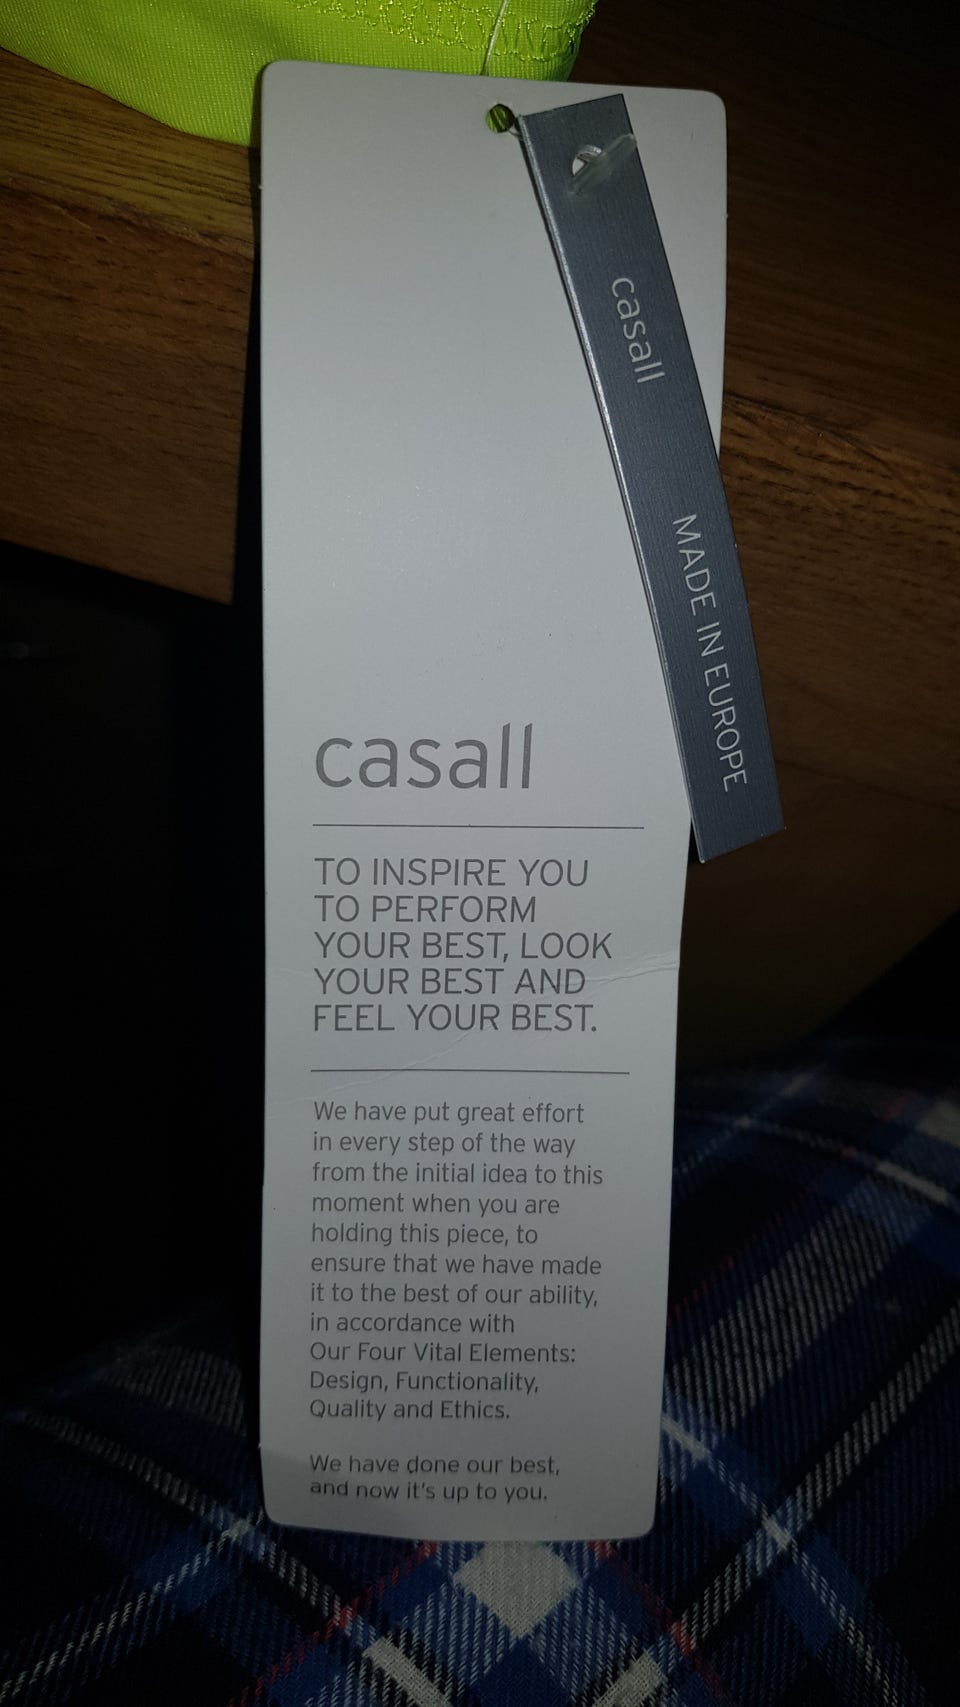 casall
MADE IN EUROPE
casall
TO INSPIRE YOU
TO PERFORM
YOUR BEST, LOOK
YOUR BEST AND
FEEL YOUR BEST.
We have put great effort
in every step of the way
from the initial idea to this
moment when you are
holding this piece, to
ensure that we have made
it to the best of our ability,
in accordance with
Our Four Vital Elements:
Design, Functionality,
Quality and Ethics.
We have done our best,
and now it's up to you.